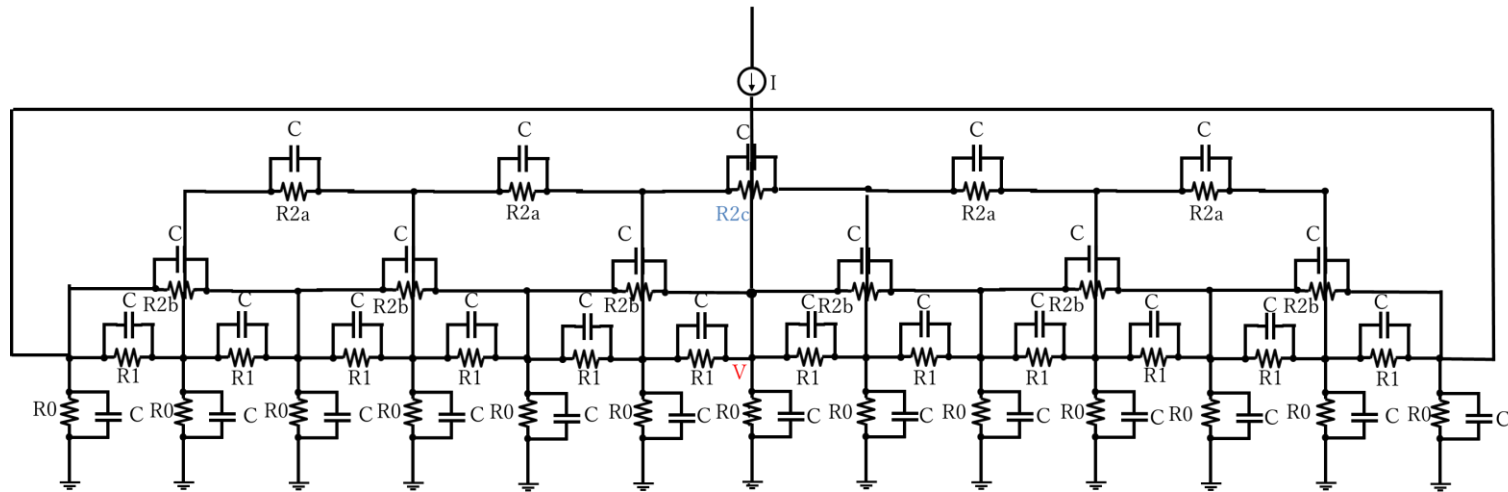 I
C C C C C
R2a R2a R2c R2a R2a
C C C C C C
R2b R2b R2b R2b R2b R2b
C C C C C C C C C C C C
R1 R1 R1 R1 R1 R1 V R1 R1 R1 R1 R1 R1
R0 C R0 C R0 C R0 C R0 C R0 C R0 C R0 C R0 C R0 C R0 C R0 C R0 C